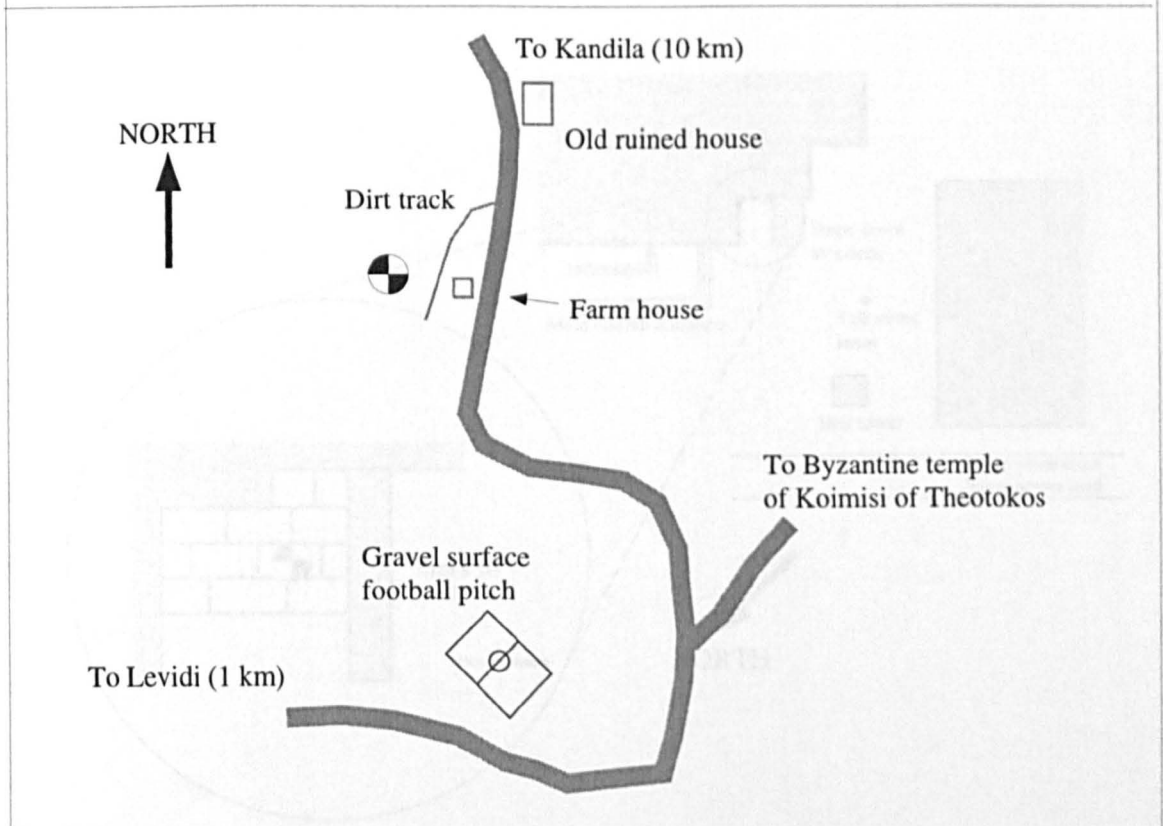 To Kandila (10 km)
NORTH
Old ruined house
Dirt track
Farm house
To Byzantine temple
of Koimisi of Theotokos
Gravel surface
football pitch
To Levidi (1 km)